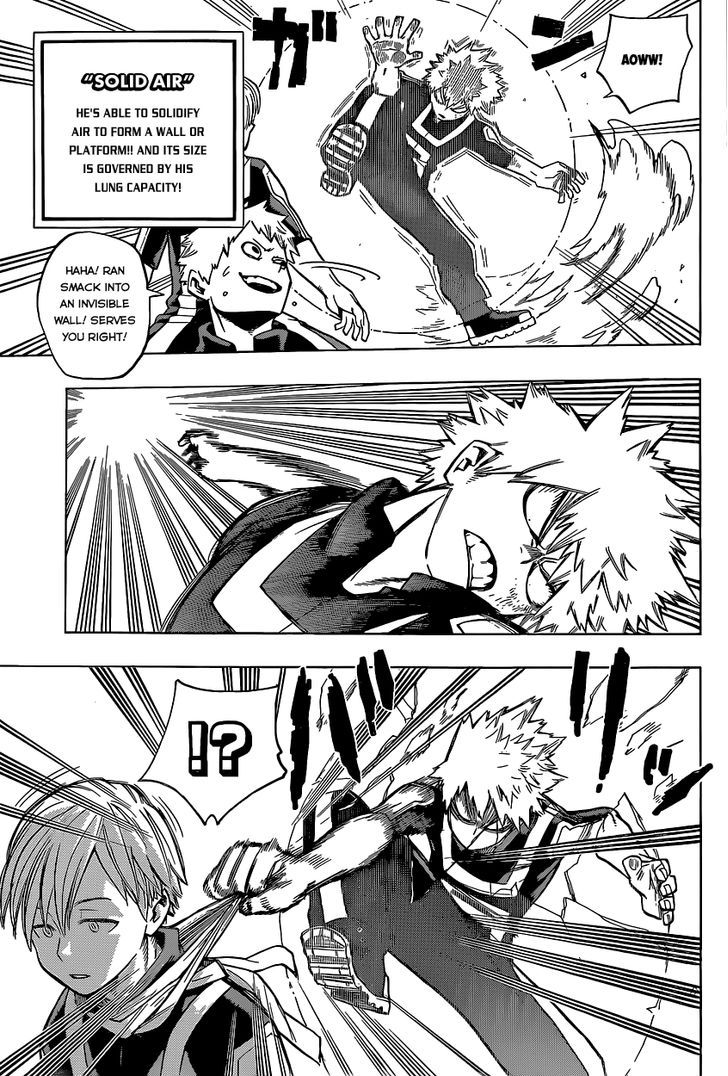 AOWW!
ガ
"SOLID AIR"
HE'S ABLE TO SOLIDIFY
AIR TO FORM A WALL OR
PLATFORM!! AND ITS SIZE
IS GOVERNED BY HIS
LUNG CAPACITY!
HAHA! RAN
SMACK INTO
AN INVISIBLE
WALL! SERVES
YOU RIGHT!
!?